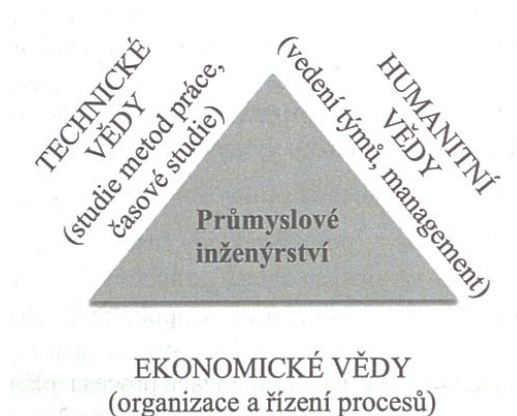 TECHNICKÉ
VĚDY
(studie metod práce,
časové studie)
HUMANITNÍ
VĚDY
(vedení týmů, management)
Průmyslové
inženýrství
EKONOMICKÉ VĚDY
(organizace a řízení procesů)